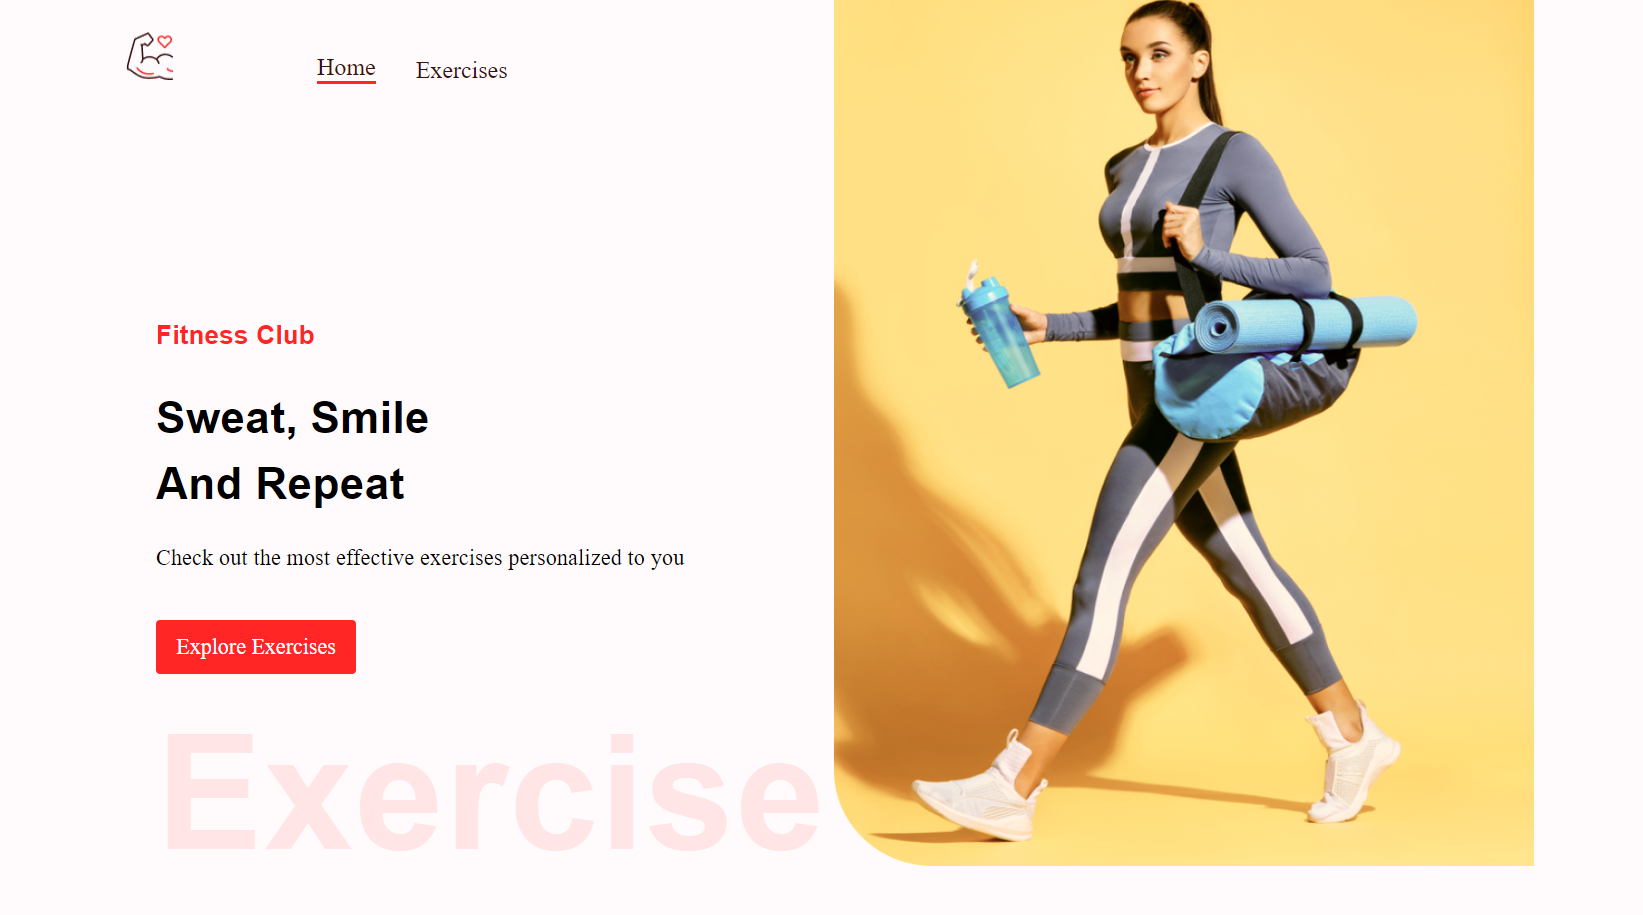 Home
Exercises
Fitness Club
Sweat, Smile
And Repeat
Check out the most effective exercises personalized to you
Explore Exercises
Exercise